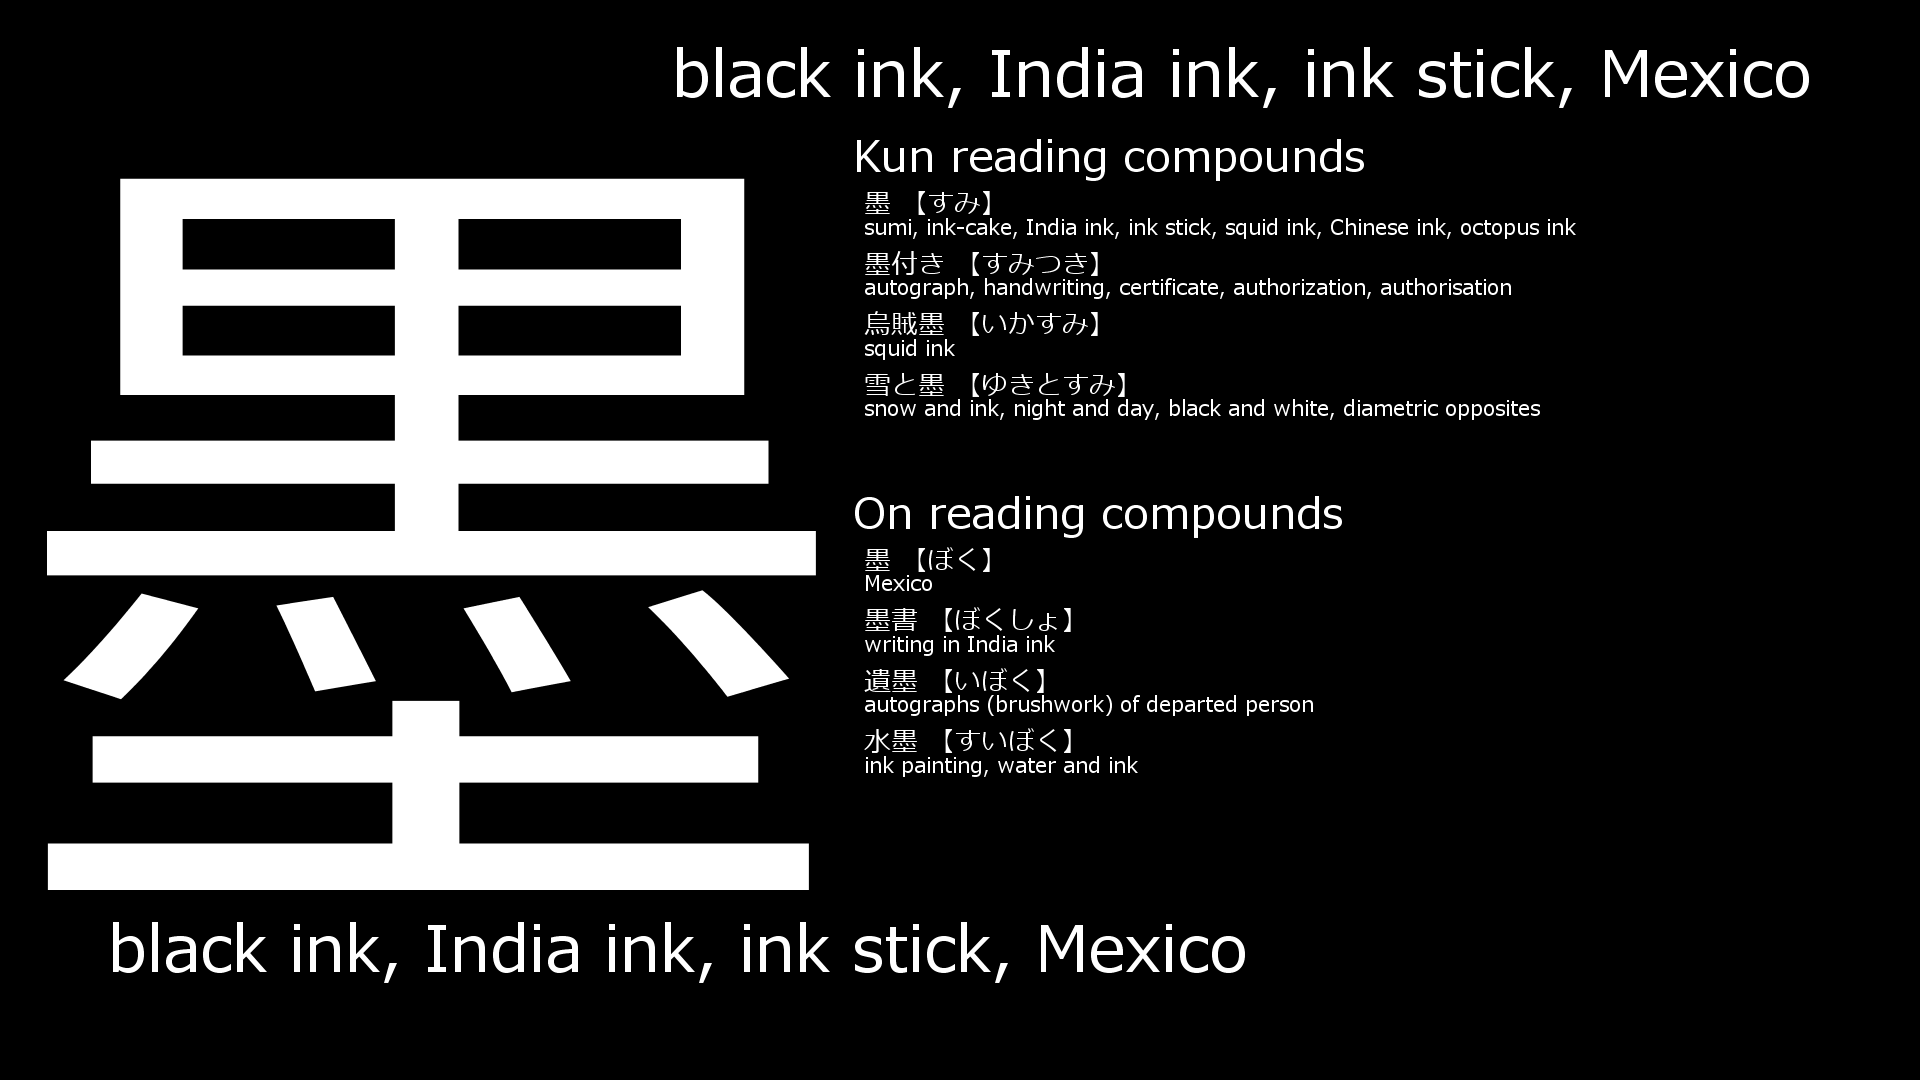 black ink, India ink, ink stick, Mexico
墨
Kun reading compounds
墨 【すみ】
sumi, ink-cake, India ink, ink stick, squid ink, Chinese ink, octopus ink
墨付き 【すみつき】
autograph, handwriting, certificate, authorization, authorisation
烏賊墨 【いかすみ】
squid ink
雪と墨 【ゆきとすみ】
snow and ink, night and day, black and white, diametric opposites
On reading compounds
墨 【ぼく】
Mexico
墨書 【ぼくしょ】
writing in India ink
遺墨 【いぼく】
autographs (brushwork) of departed person
水墨 【すいぼく】
ink painting, water and ink
black ink, India ink, ink stick, Mexico